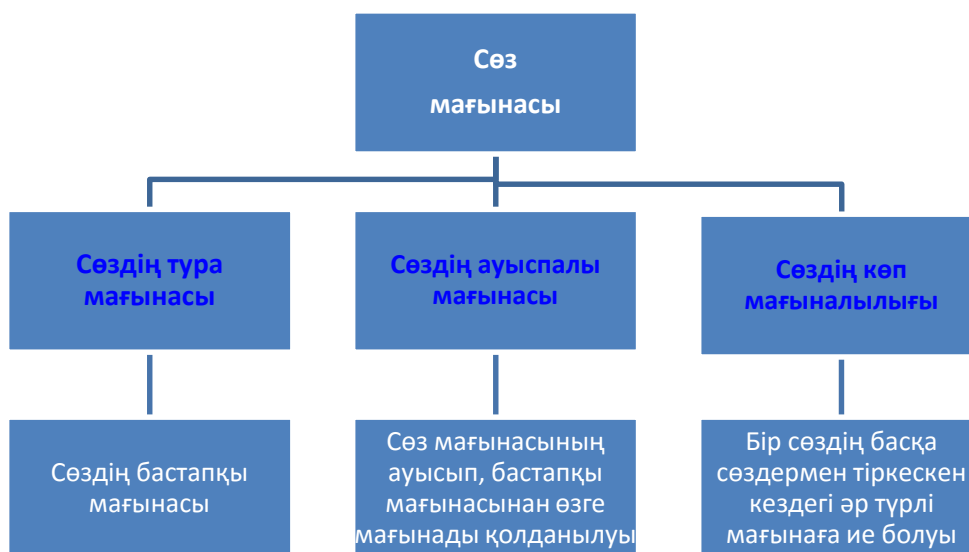 Сөз
мағынасы
Сөздің тура
мағынасы
Сөздің ауыспалы
мағынасы
Сөздің көп
мағыналылығы
Сөздің бастапқы
мағынасы
Сөз мағынасының
ауысып, бастапқы
мағынасынан өзге
мағынады қолданылуы
Бір сөздің басқа
сөздермен тіркескен
кездегі әр түрлі
мағынаға ие болуы